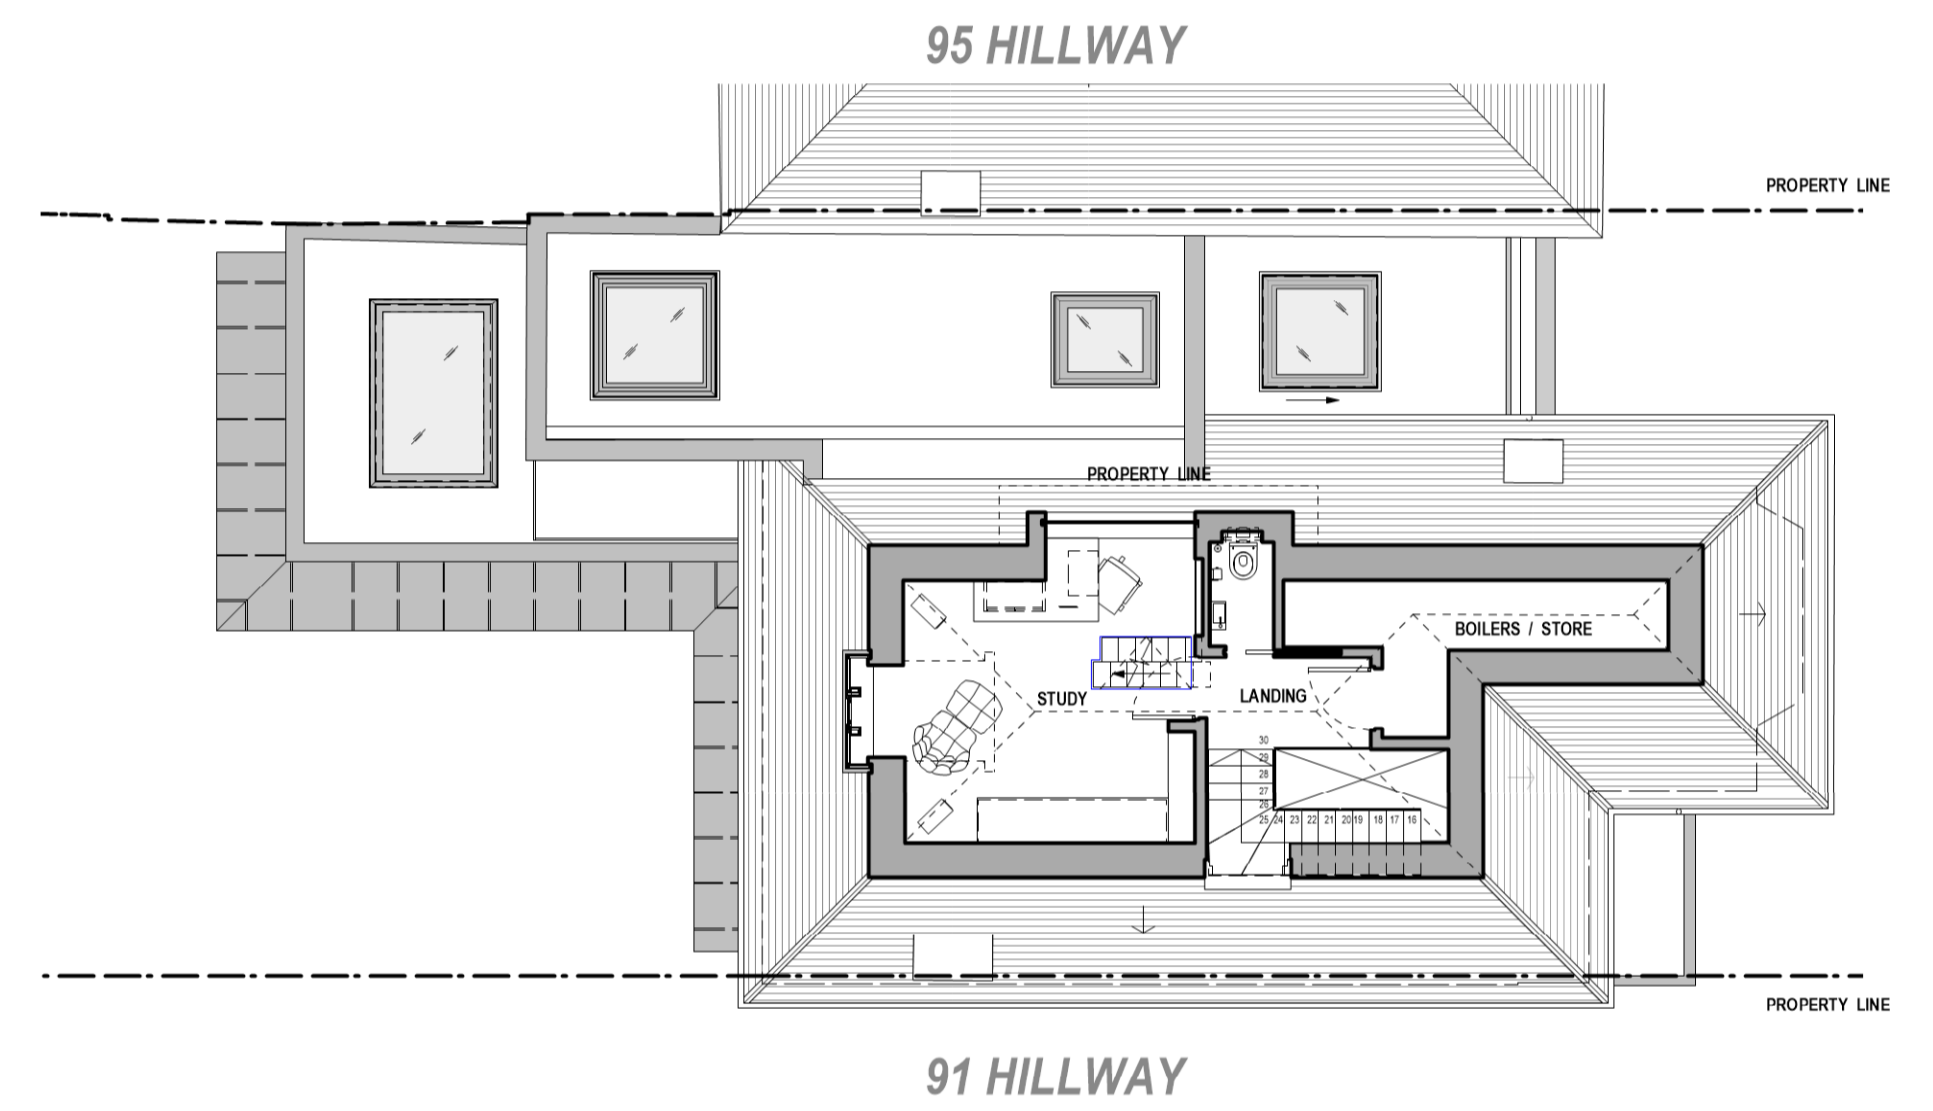 95 HILLWAY
PROPERTY LINE
PROPERTY LINE
BOILERS / STORE
STUDY
LANDING
30
29
28
27
26
25 24 23 22 21 20 19 18 17 16
PROPERTY LINE
91 HILLWAY